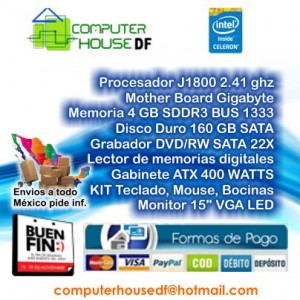 COMPUTER
HOUSE DF
intel
inside
CELERON
Procesador J1800 2.41 ghz
Mother Board Gigabyte
Memoria 4 GB SDDR3 BUS 1333
Disco Duro 160 GB SATA
Grabador DVD/RW SATA 22X
Lector de memorias digitales
Gabinete ATX 400 WATTS
KIT Teclado, Mouse, Bocinas
Monitor 15" VGA LED
Envios a todo
México pide inf.
EL
BUEN
FIN:)
Formas de Pago
MasterCard
VISA
PayPal
COD
DÉBITO
DEPÓSITO
computerhousedf@hotmail.com